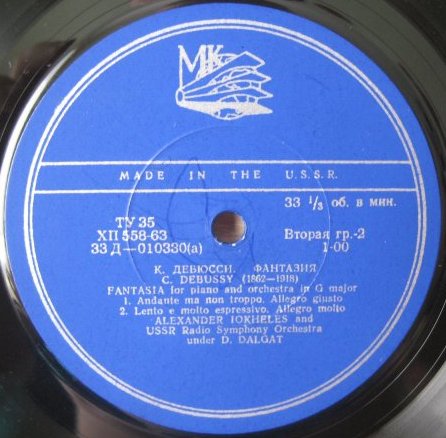 МК
MADE IN THE U.S.S.R.
33 1/3 об. в мин.
ТУ 35
ХП 558-63
Вторая гр.-2
33 Д—010330(а)
1-00
К. ДЕБЮССИ. ФАНТАЗИЯ
C. DEBUSSY (1862—1918)
FANTASIA for piano and orchestra in G major
1. Andante ma non troppo. Allegro giusto
2. Lento e molto espressivo. Allegro molto
ALEXANDER IOKHELES and
USSR Radio Symphony Orchestra
under D. DALGAT